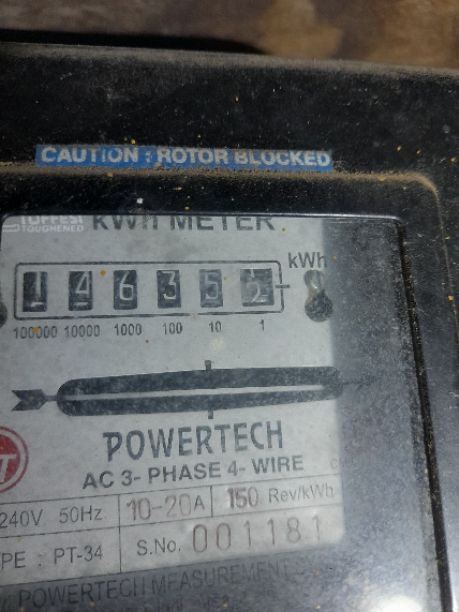 CAUTION : ROTOR BLOCKED
TOUGHENED
kWh METER
kWh
1 4 6 3 5 2
100000 10000 1000 100 10 1
POWERTECH
AC 3- PHASE 4- WIRE
240V 50Hz 10-20A 150 Rev/kWh
PE : PT-34 S.No. 001181
POWERTECH MEASUREMENT